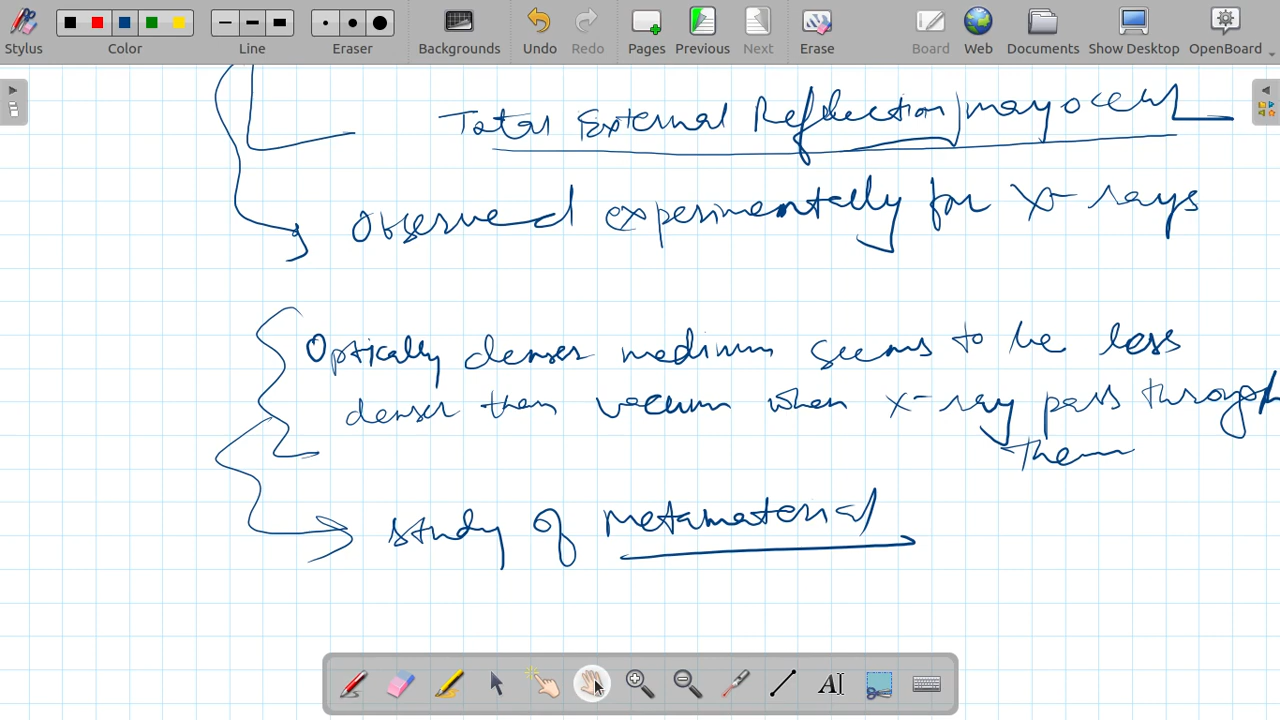 Stylus Color Line Eraser Backgrounds Undo Redo Pages Previous Next Erase Board Web Documents Show Desktop OpenBoard
Total External Reflection may occur
Observed experimentally for X-rays
Optically denser medium seems to be less
denser than vacuum when x-ray pass through
them
study of metamaterial
AI